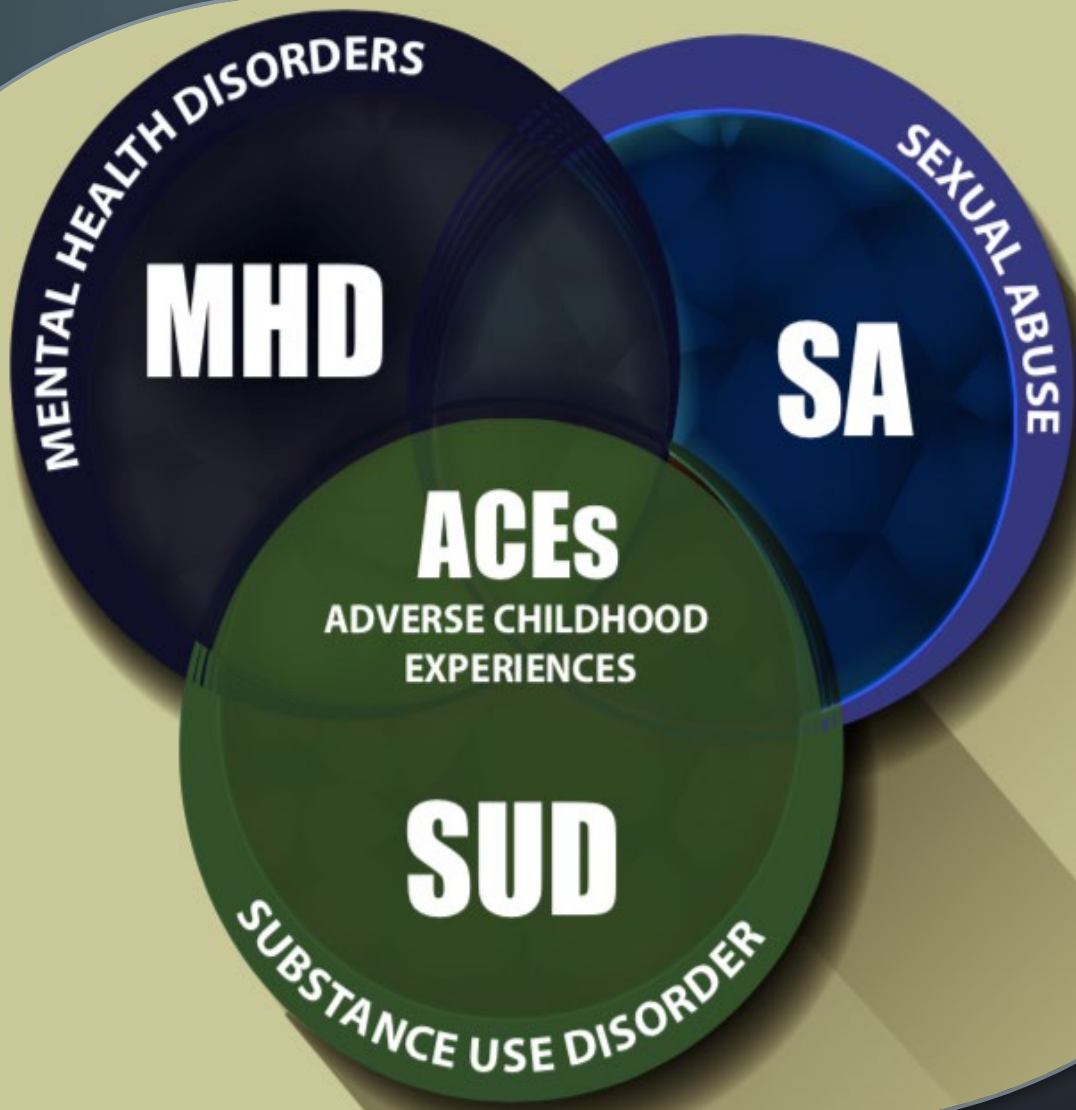 MENTAL HEALTH DISORDERS
MHD
SEXUAL ABUSE
SA
ACEs
ADVERSE CHILDHOOD
EXPERIENCES
SUD
SUBSTANCE USE DISORDER